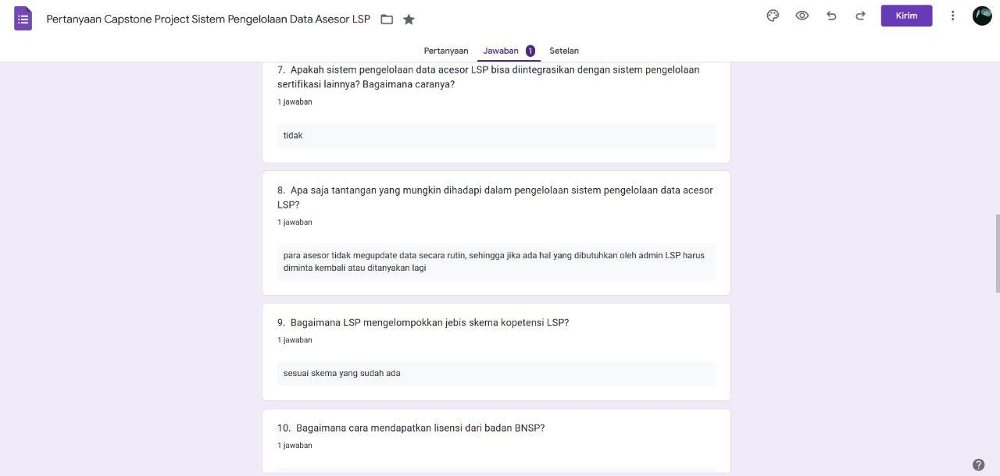 Pertanyaan Capstone Project Sistem Pengelolaan Data Asesor LSP
Kirim
Pertanyaan
Jawaban 1
Setelan
7. Apakah sistem pengelolaan data acesor LSP bisa diintegrasikan dengan sistem pengelolaan
sertifikasi lainnya? Bagaimana caranya?
1 jawaban
tidak
8. Apa saja tantangan yang mungkin dihadapi dalam pengelolaan sistem pengelolaan data acesor
LSP?
1 jawaban
para asesor tidak megupdate data secara rutin, sehingga jika ada hal yang dibutuhkan oleh admin LSP harus
diminta kembali atau ditanyakan lagi
9. Bagaimana LSP mengelompokkan jebis skema kopetensi LSP?
1 jawaban
sesuai skema yang sudah ada
10. Bagaimana cara mendapatkan lisensi dari badan BNSP?
1 jawaban